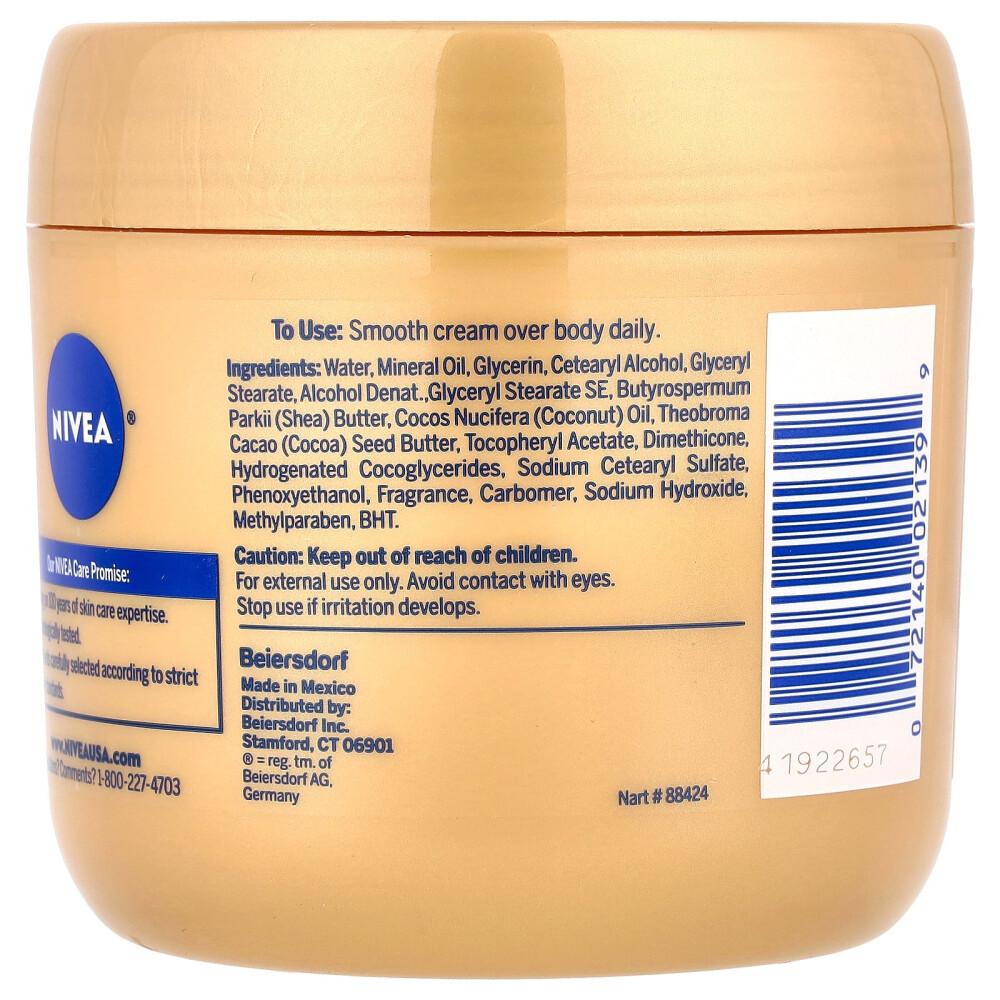 To Use: Smooth cream over body daily.
Ingredients: Water, Mineral Oil, Glycerin, Cetearyl Alcohol, Glyceryl
Stearate, Alcohol Denat.,Glyceryl Stearate SE, Butyrospermum
Parkii (Shea) Butter, Cocos Nucifera (Coconut) Oil, Theobroma
Cacao (Cocoa) Seed Butter, Tocopheryl Acetate, Dimethicone,
Hydrogenated Cocoglycerides, Sodium Cetearyl Sulfate,
Phenoxyethanol, Fragrance, Carbomer, Sodium Hydroxide,
Methylparaben, BHT.
Caution: Keep out of reach of children.
For external use only. Avoid contact with eyes.
Stop use if irritation develops.
NIVEA®
Our NIVEA Care Promise:
100 years of skin care expertise.
tested.
carefully selected according to strict
www.NIVEAUSA.com
Comments? 1-800-227-4703
Beiersdorf
Made in Mexico
Distributed by:
Beiersdorf Inc.
Stamford, CT 06901
® = reg. tm. of
Beiersdorf AG,
Germany
Nart # 88424
0 72140 02139 9
41922657